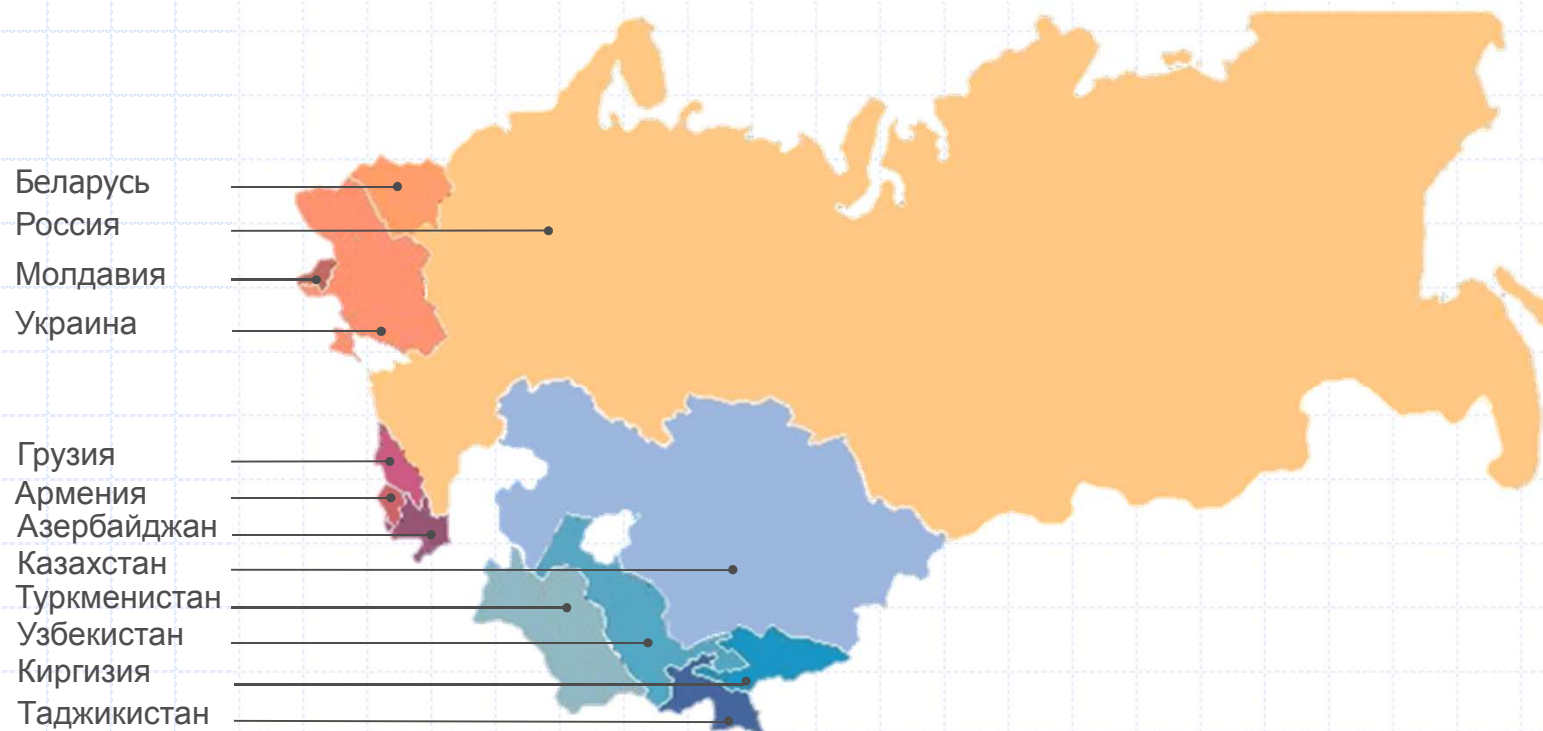 Беларусь
Россия
Молдавия
Украина
Грузия
Армения
Азербайджан
Казахстан
Туркменистан
Узбекистан
Киргизия
Таджикистан